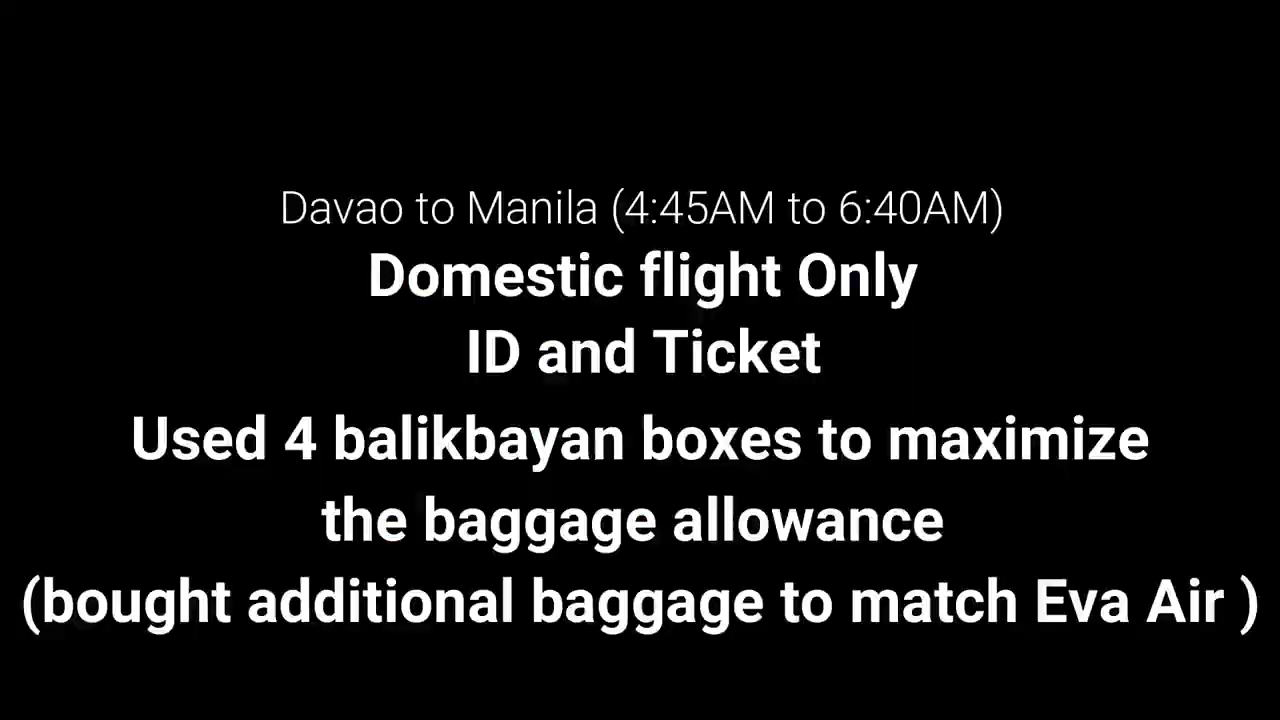 Davao to Manila (4:45AM to 6:40AM)
Domestic flight Only
ID and Ticket
Used 4 balikbayan boxes to maximize
the baggage allowance
(bought additional baggage to match Eva Air )